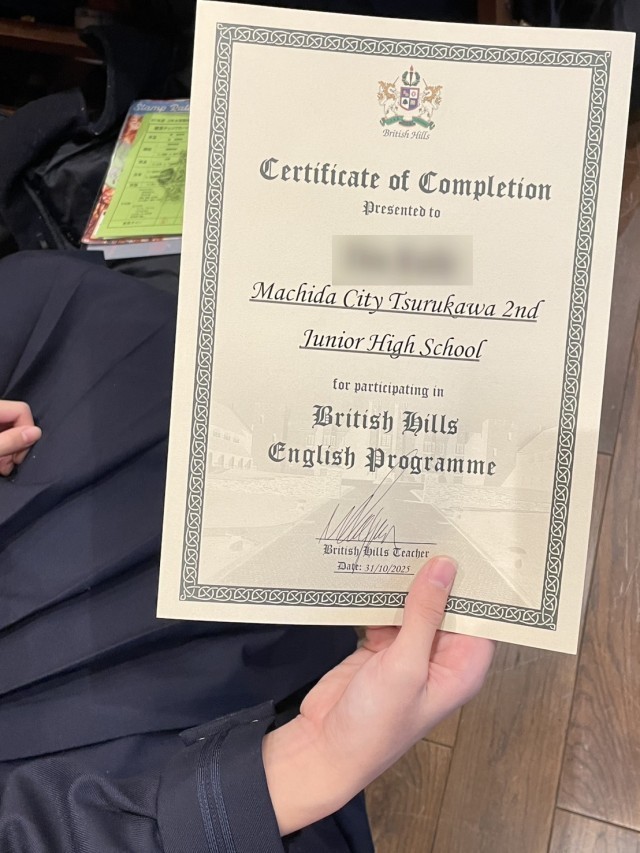 Stamp
British Hills
Certificate of Completion
Presented to
Machida City Tsurukawa 2nd
Junior High School
for participating in
British Hills
English Programme
British Hills Teacher
Date: 31/10/2025